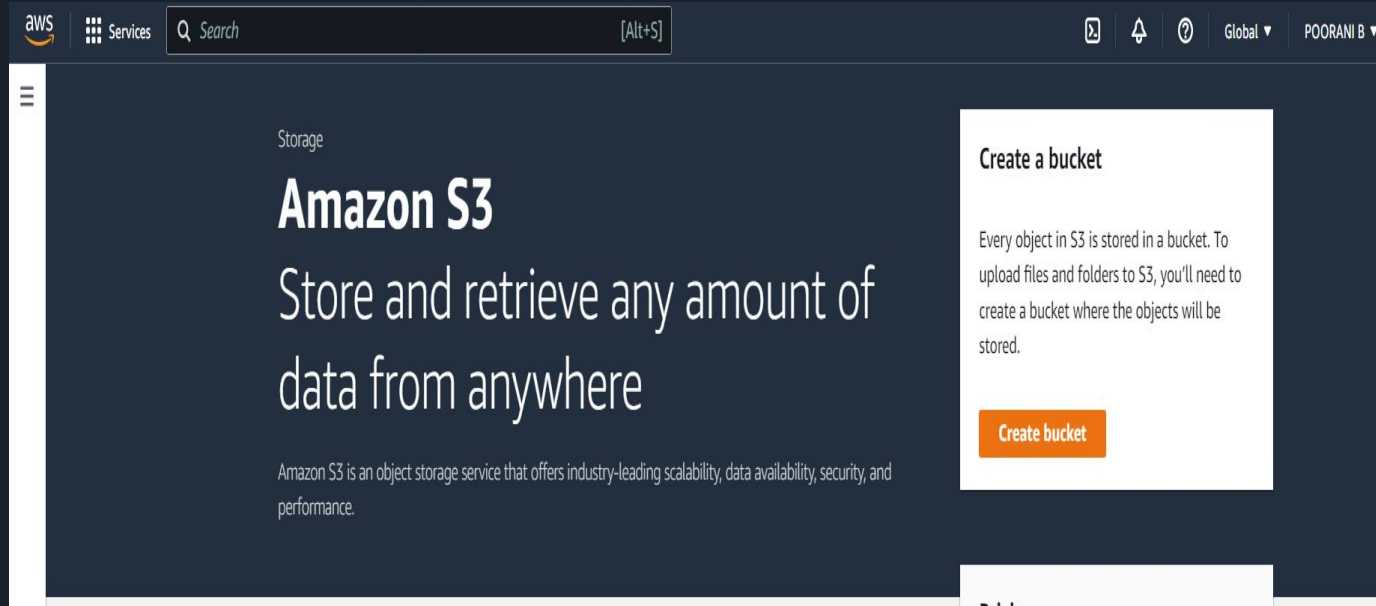 aws
Services
Search
[Alt+S]
Global
POORANI B
Storage
Amazon S3
Store and retrieve any amount of
data from anywhere
Amazon S3 is an object storage service that offers industry-leading scalability, data availability, security, and
performance.
Create a bucket
Every object in S3 is stored in a bucket. To
upload files and folders to S3, you'll need to
create a bucket where the objects will be
stored.
Create bucket